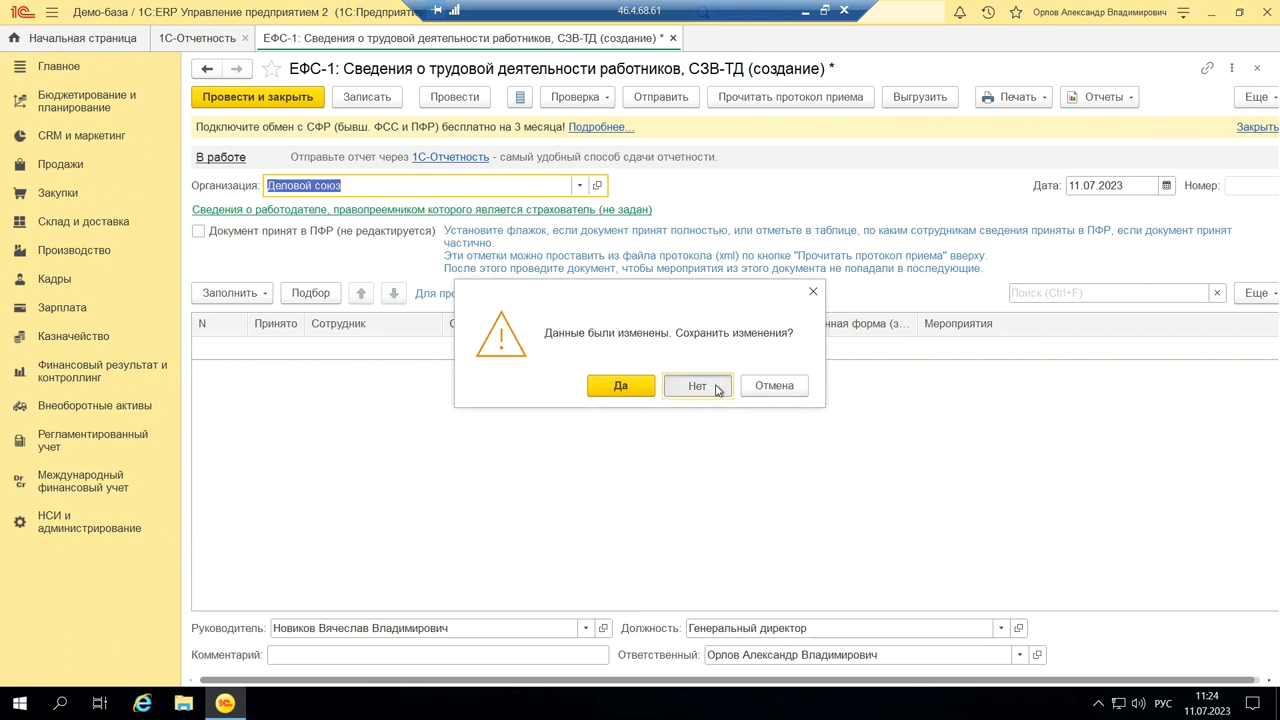 Демо-база / 1С:ERP Управление предприятием 2 (1С:Предприяти
46.4.68.61
Орлов Александр Владимирович
Начальная страница
1С-Отчетность
ЕФС-1: Сведения о трудовой деятельности работников, СЗВ-ТД (создание) *
Главное
Бюджетирование и планирование
CRM и маркетинг
Продажи
Закупки
Склад и доставка
Производство
Кадры
Зарплата
Казначейство
Финансовый результат и контроллинг
Внеоборотные активы
Регламентированный учет
Международный финансовый учет
НСИ и администрирование
ЕФС-1: Сведения о трудовой деятельности работников, СЗВ-ТД (создание) *
Провести и закрыть
Записать
Провести
Проверка
Отправить
Прочитать протокол приема
Выгрузить
Печать
Отчеты
Еще
Подключите обмен с СФР (бывш. ФСС и ПФР) бесплатно на 3 месяца! Подробнее...
Закрыть
В работе
Отправьте отчет через 1С-Отчетность - самый удобный способ сдачи отчетности.
Организация:
Деловой союз
Дата:
11.07.2023
Номер:
Сведения о работодателе, правопреемником которого является страхователь (не задан)
Документ принят в ПФР (не редактируется)
Установите флажок, если документ принят полностью, или отметьте в таблице, по каким сотрудникам сведения приняты в ПФР, если документ принят
частично.
Эти отметки можно проставить из файла протокола (xml) по кнопке "Прочитать протокол приема" вверху.
После этого проведите документ, чтобы мероприятия из этого документа не попадали в последующие.
Заполнить
Подбор
Для пр
Поиск (Ctrl+F)
Еще
N
Принято
Сотрудник
С
нная форма (з...
Мероприятия
Данные были изменены. Сохранить изменения?
Да
Нет
Отмена
Руководитель:
Новиков Вячеслав Владимирович
Должность:
Генеральный директор
Комментарий:
Ответственный:
Орлов Александр Владимирович
РУС
11:24
11.07.2023